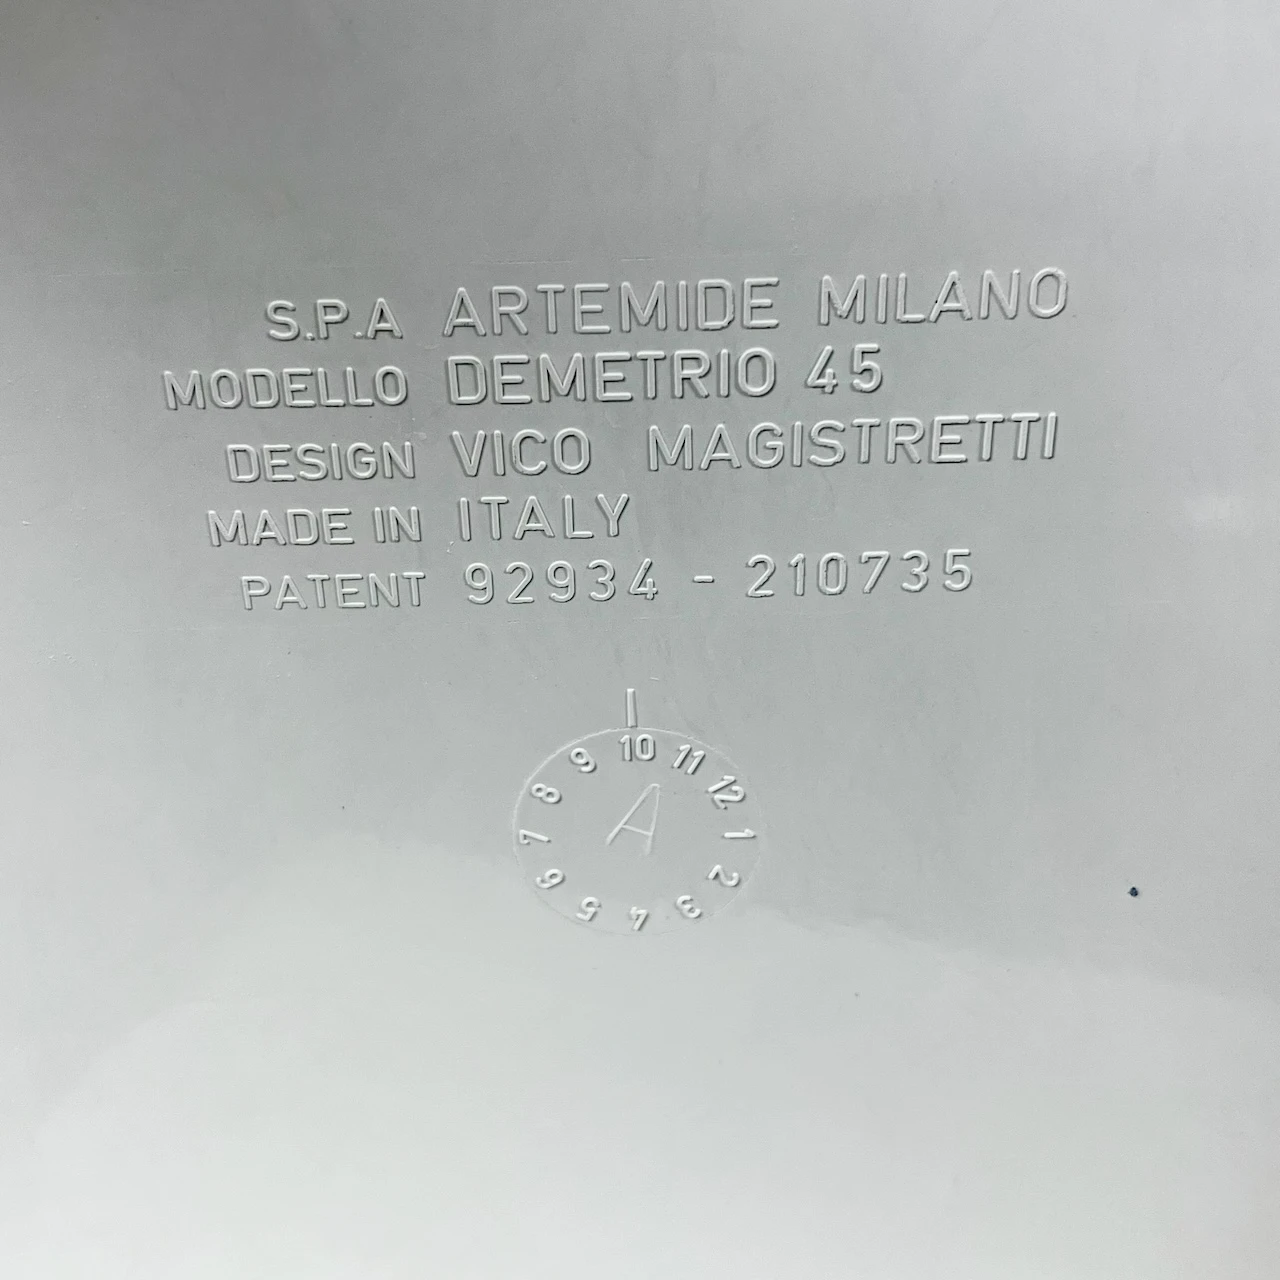 S.P.A ARTEMIDE MILANO
MODELLO DEMETRIO 45
DESIGN VICO MAGISTRETTI
MADE IN ITALY
PATENT 92934 - 210735
I
10 11 12 1 2 3 4 5 6 7 8 9
A